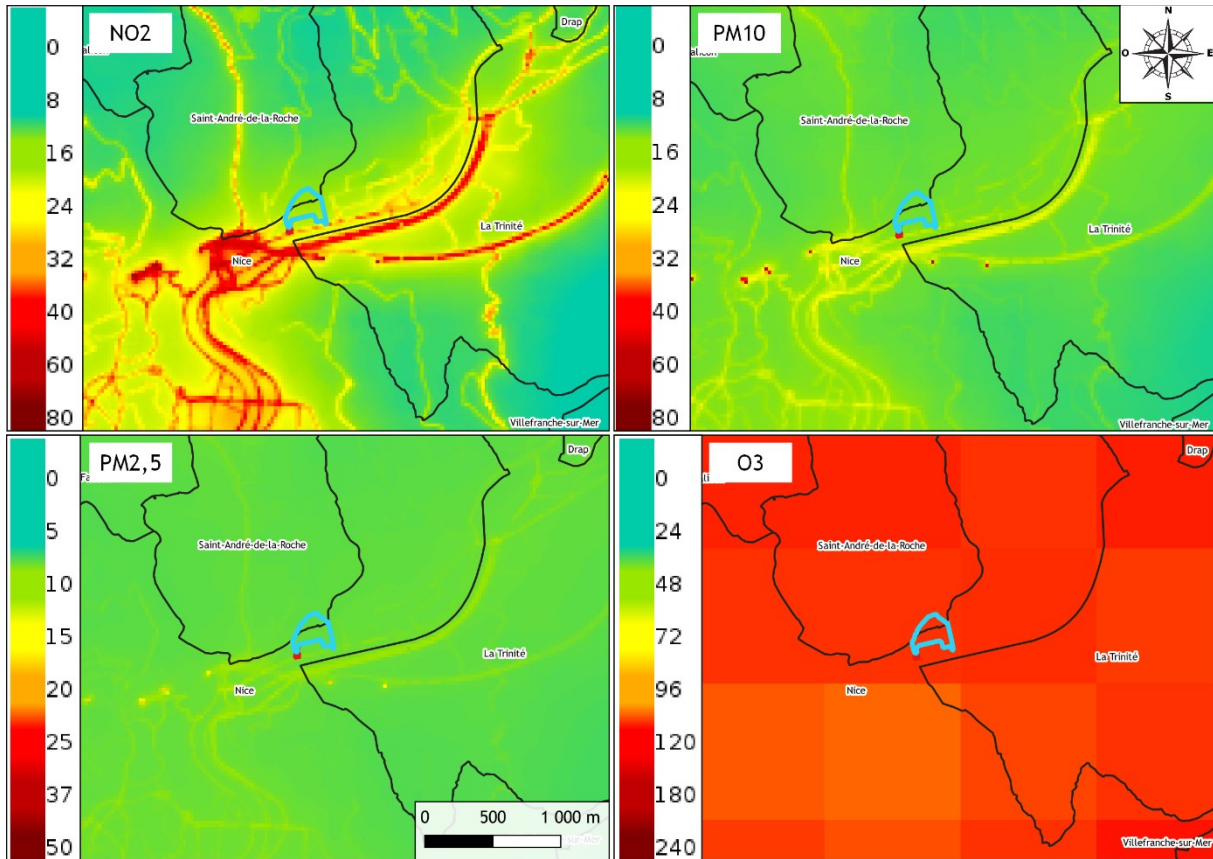 NO2
0
8
16
24
32
40
60
80
Drap
Saint-André-de-la-Roche
La Trinité
Nice
Villefranche-sur-Mer
PM10
0
8
16
24
32
40
60
80
N
O
E
S
Saint-André-de-la-Roche
La Trinité
Nice
Villefranche-sur-Mer
PM2,5
0
5
10
15
20
25
37
50
Drap
Saint-André-de-la-Roche
La Trinité
Nice
0 500 1 000 m
O3
0
24
48
72
96
120
180
240
Drap
Saint-André-de-la-Roche
La Trinité
Nice
Villefranche-sur-Mer